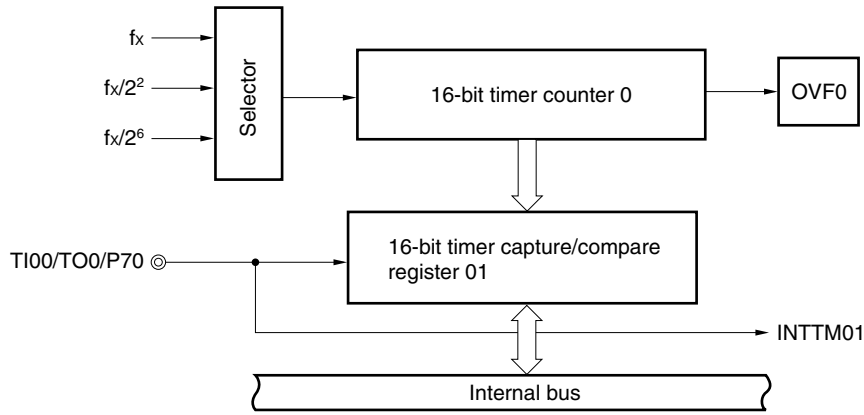 fx
fx/2²
fx/2⁶
Selector
16-bit timer counter 0
OVF0
TI00/TO0/P70
16-bit timer capture/compare
register 01
INTTM01
Internal bus